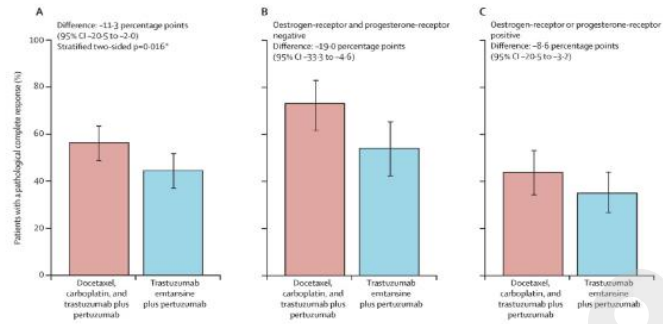 A
Difference: –11·3 percentage points
(95% CI –20·5 to –2·0)
Stratified two-sided p=0·016*
B
Oestrogen-receptor and progesterone-receptor
negative
Difference: –19·0 percentage points
(95% CI –33·3 to –4·6)
C
Oestrogen-receptor or progesterone-receptor
positive
Difference: –8·6 percentage points
(95% CI –20·5 to –3·2)
Patients with a pathological complete response (%)
100
80
60
40
20
0
Docetaxel,
carboplatin, and
trastuzumab plus
pertuzumab
Trastuzumab
emtansine
plus pertuzumab
Docetaxel,
carboplatin, and
trastuzumab plus
pertuzumab
Trastuzumab
emtansine
plus pertuzumab
Docetaxel,
carboplatin, and
trastuzumab plus
pertuzumab
Trastuzumab
emtansine
plus pertuzumab